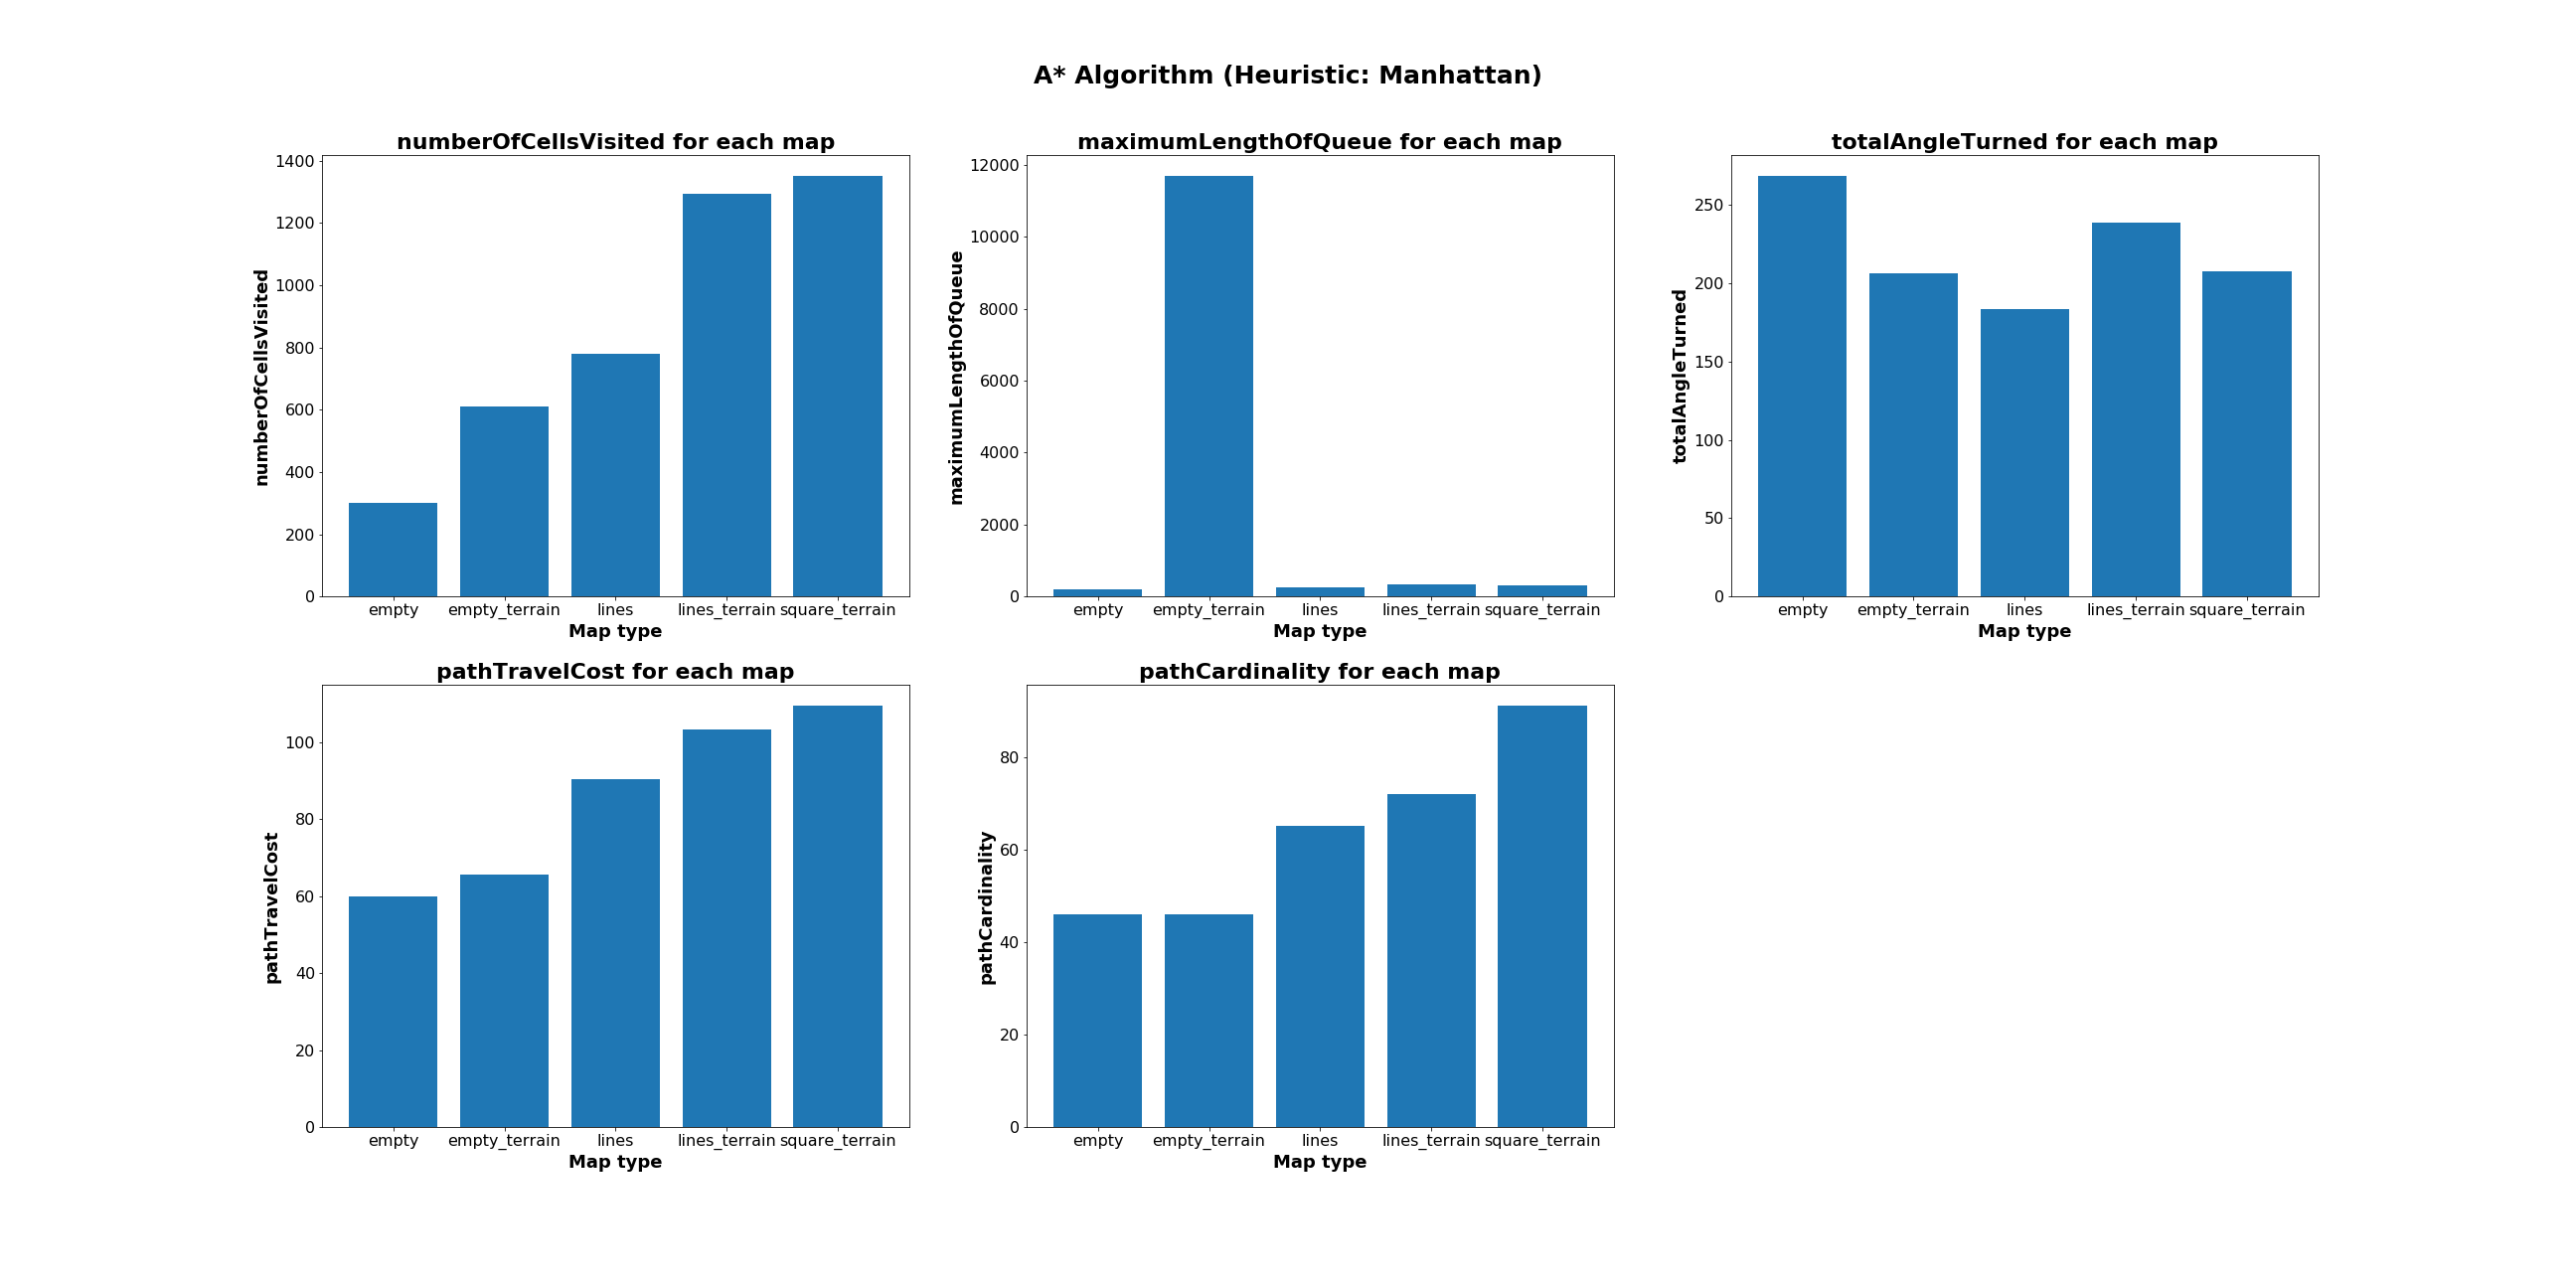 A* Algorithm (Heuristic: Manhattan)
numberOfCellsVisited for each map
numberOfCellsVisited
1400
1200
1000
800
600
400
200
0
empty empty_terrain lines lines_terrain square_terrain
Map type
maximumLengthOfQueue for each map
maximumLengthOfQueue
12000
10000
8000
6000
4000
2000
0
empty empty_terrain lines lines_terrain square_terrain
Map type
totalAngleTurned for each map
totalAngleTurned
250
200
150
100
50
0
empty empty_terrain lines lines_terrain square_terrain
Map type
pathTravelCost for each map
pathTravelCost
100
80
60
40
20
0
empty empty_terrain lines lines_terrain square_terrain
Map type
pathCardinality for each map
pathCardinality
80
60
40
20
0
empty empty_terrain lines lines_terrain square_terrain
Map type